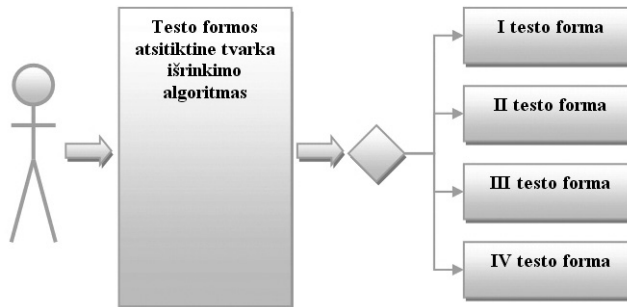 Testo formos
atsitiktine tvarka
išrinkimo
algoritmas
I testo forma
II testo forma
III testo forma
IV testo forma